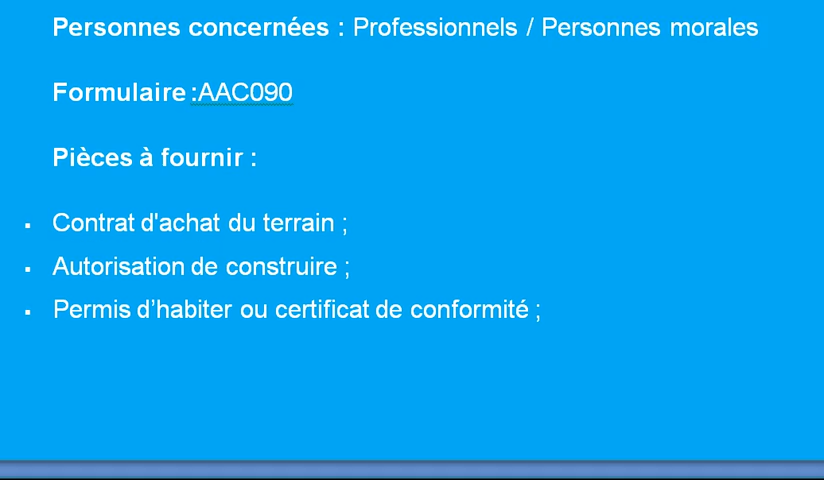 Personnes concernées : Professionnels / Personnes morales
Formulaire :AAC090
Pièces à fournir :
▪ Contrat d'achat du terrain ;
▪ Autorisation de construire ;
▪ Permis d’habiter ou certificat de conformité ;